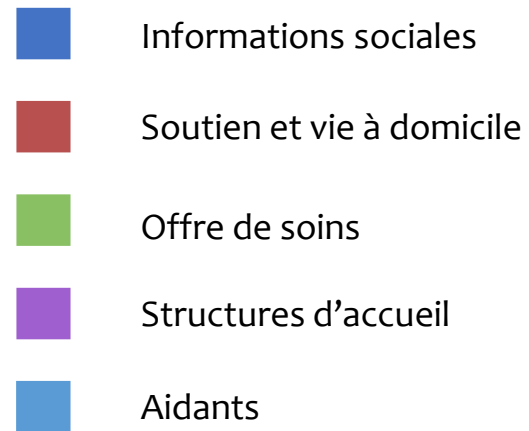 Informations sociales
Soutien et vie à domicile
Offre de soins
Structures d’accueil
Aidants